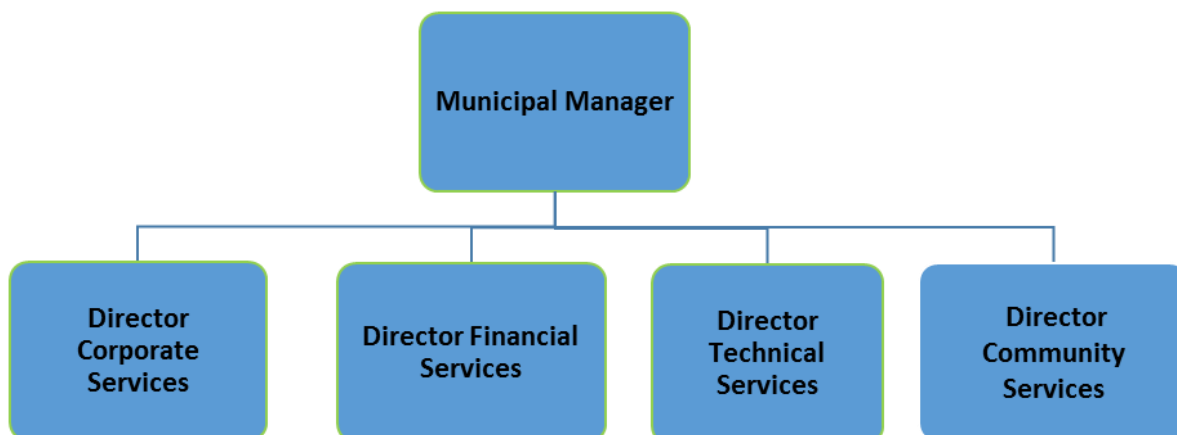 Municipal Manager
Director
Corporate
Services
Director Financial
Services
Director
Technical
Services
Director
Community
Services